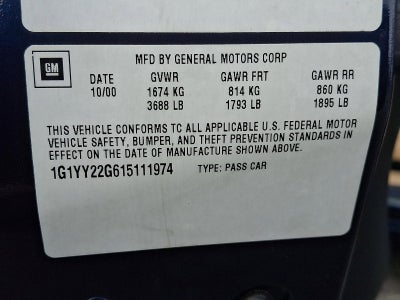 GM
MFD BY GENERAL MOTORS CORP
DATE GVWR GAWR FRT GAWR RR
10/00 1674 KG 814 KG 860 KG
3688 LB 1793 LB 1895 LB
THIS VEHICLE CONFORMS TC ALL APPLICABLE U.S. FEDERAL MOTOR
VEHICLE SAFETY, BUMPER, AND THEFT PREVENTION STANDARDS IN
EFFECT ON THE DATE OF MANUFACTURE SHOWN ABOVE.
1G1YY22G615111974 TYPE: PASS CAR